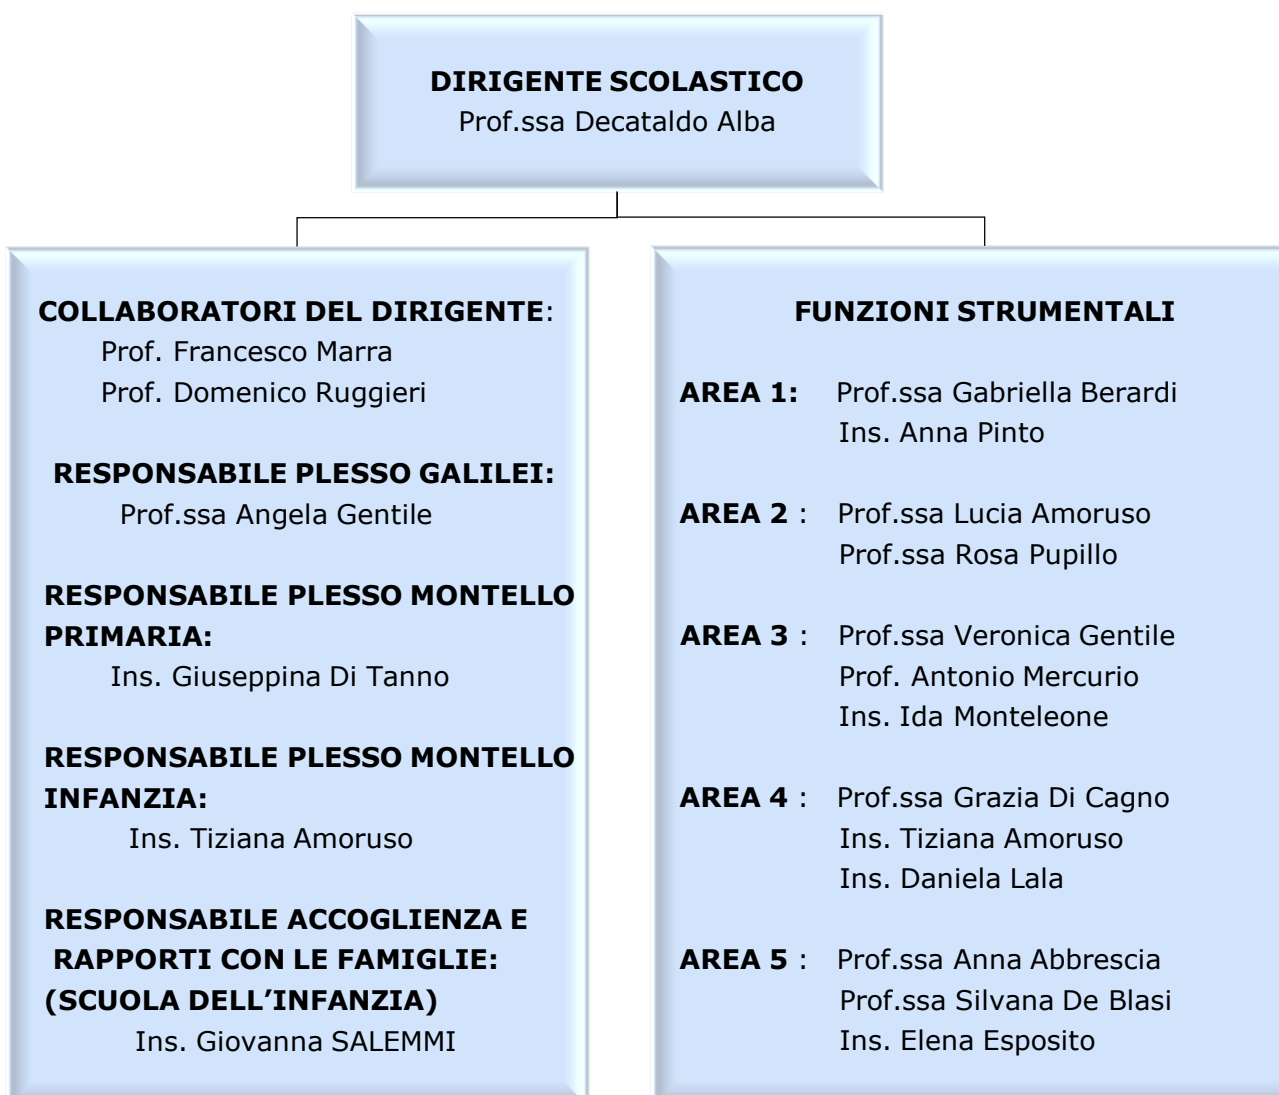 DIRIGENTE SCOLASTICO
Prof.ssa Decataldo Alba
COLLABORATORI DEL DIRIGENTE:
Prof. Francesco Marra
Prof. Domenico Ruggieri
RESPONSABILE PLESSO GALILEI:
Prof.ssa Angela Gentile
RESPONSABILE PLESSO MONTELLO
PRIMARIA:
Ins. Giuseppina Di Tanno
RESPONSABILE PLESSO MONTELLO
INFANZIA:
Ins. Tiziana Amoruso
RESPONSABILE ACCOGLIENZA E
RAPPORTI CON LE FAMIGLIE:
(SCUOLA DELL’INFANZIA)
Ins. Giovanna SALEMMI
FUNZIONI STRUMENTALI
AREA 1: Prof.ssa Gabriella Berardi
Ins. Anna Pinto
AREA 2 : Prof.ssa Lucia Amoruso
Prof.ssa Rosa Pupillo
AREA 3 : Prof.ssa Veronica Gentile
Prof. Antonio Mercurio
Ins. Ida Monteleone
AREA 4 : Prof.ssa Grazia Di Cagno
Ins. Tiziana Amoruso
Ins. Daniela Lala
AREA 5 : Prof.ssa Anna Abbrescia
Prof.ssa Silvana De Blasi
Ins. Elena Esposito